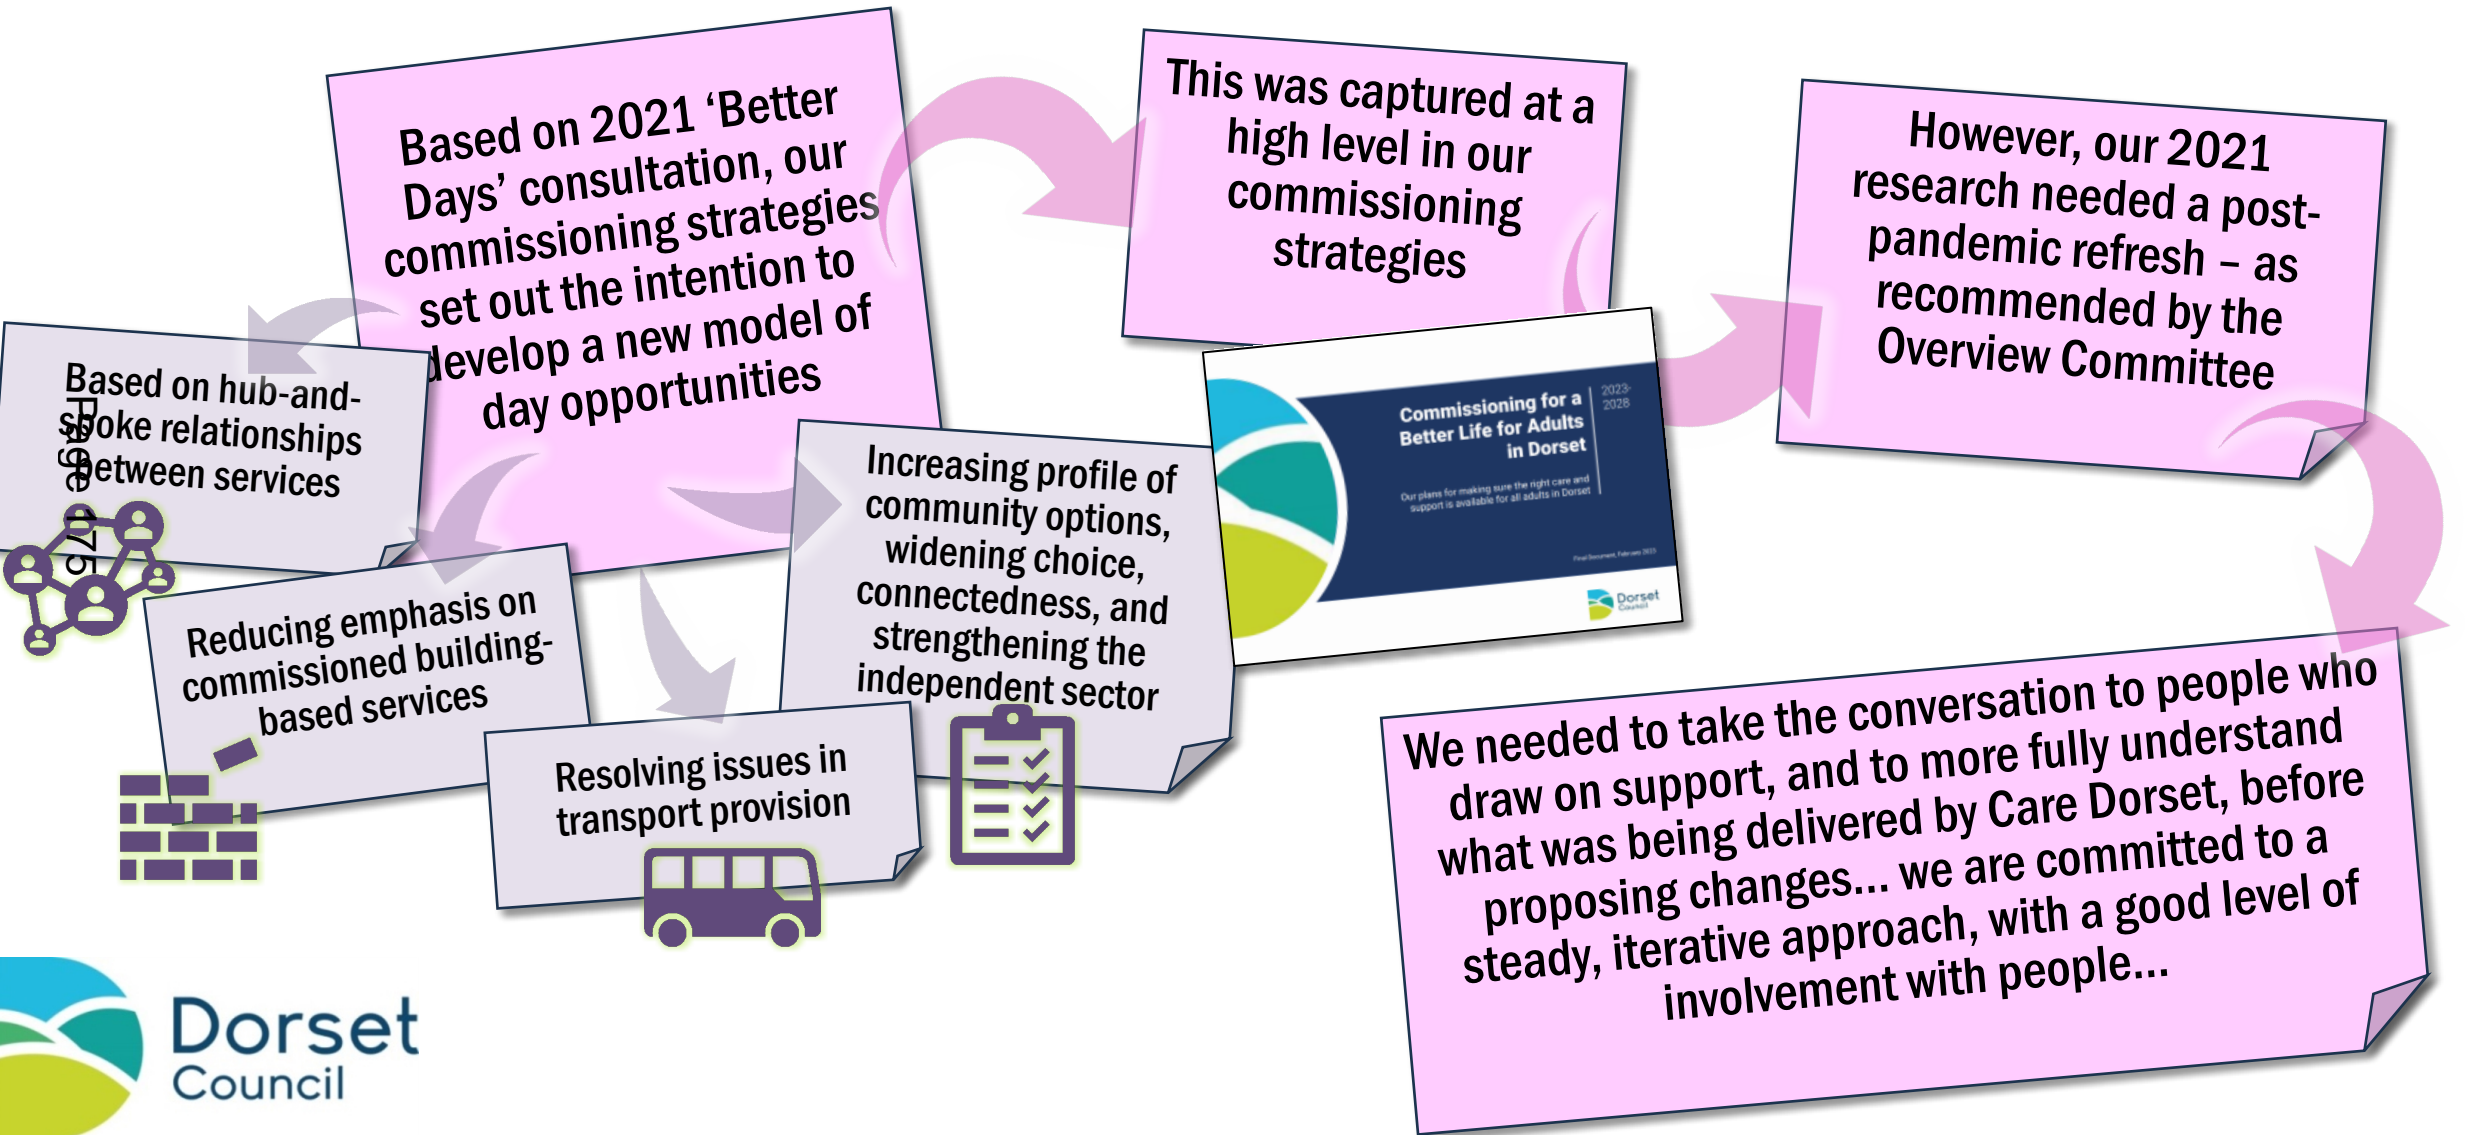 Based on 2021 ‘Better
Days’ consultation, our
commissioning strategies
set out the intention to
develop a new model of
day opportunities
Based on hub-and-
spoke relationships
between services
Page 175
Reducing emphasis on
commissioned building-
based services
Resolving issues in
transport provision
Increasing profile of
community options,
widening choice,
connectedness, and
strengthening the
independent sector
This was captured at a
high level in our
commissioning
strategies
Commissioning for a
Better Life for Adults
in Dorset
2023-
2028
Our plans for making sure the right care and
support is available for all adults in Dorset
Final Document, February 2023
Dorset
Council
However, our 2021
research needed a post-
pandemic refresh – as
recommended by the
Overview Committee
We needed to take the conversation to people who
draw on support, and to more fully understand
what was being delivered by Care Dorset, before
proposing changes... we are committed to a
steady, iterative approach, with a good level of
involvement with people...
Dorset
Council